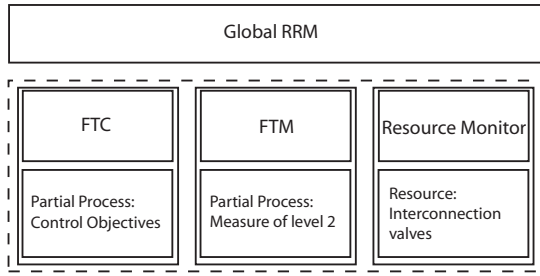 Global RRM
FTC
FTM
Resource Monitor
Partial Process:
Control Objectives
Partial Process:
Measure of level 2
Resource:
Interconnection
valves